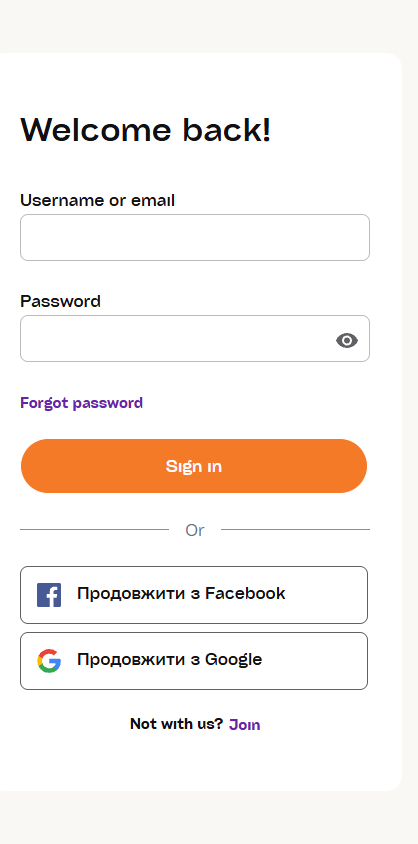 Welcome back!
Username or email
Password
Forgot password
Sign in
Or
Продовжити з Facebook
Продовжити з Google
Not with us? Join